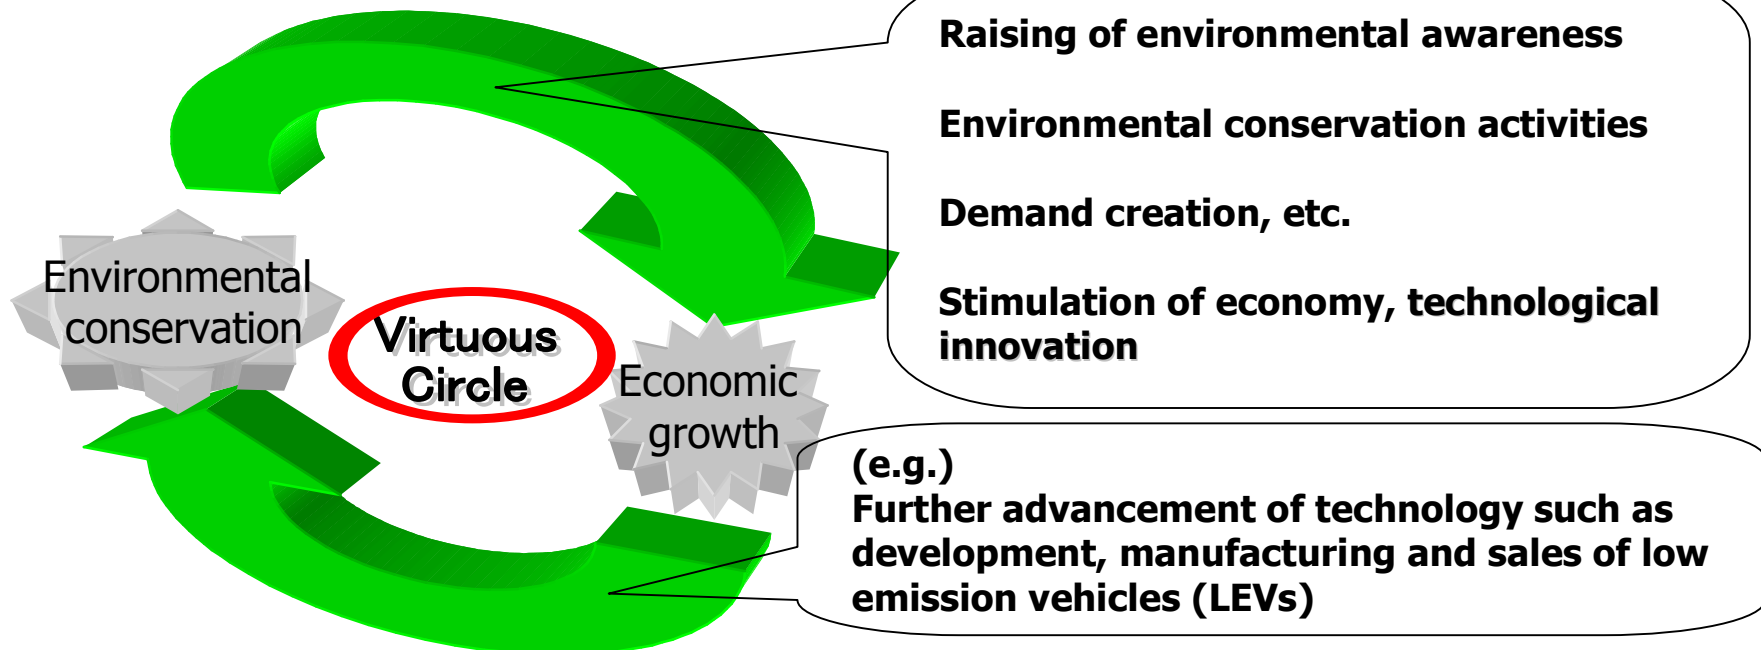 Raising of environmental awareness
Environmental conservation activities
Demand creation, etc.
Stimulation of economy, technological
innovation
Environmental
conservation
Virtuous
Circle
Economic
growth
(e.g.)
Further advancement of technology such as
development, manufacturing and sales of low
emission vehicles (LEVs)